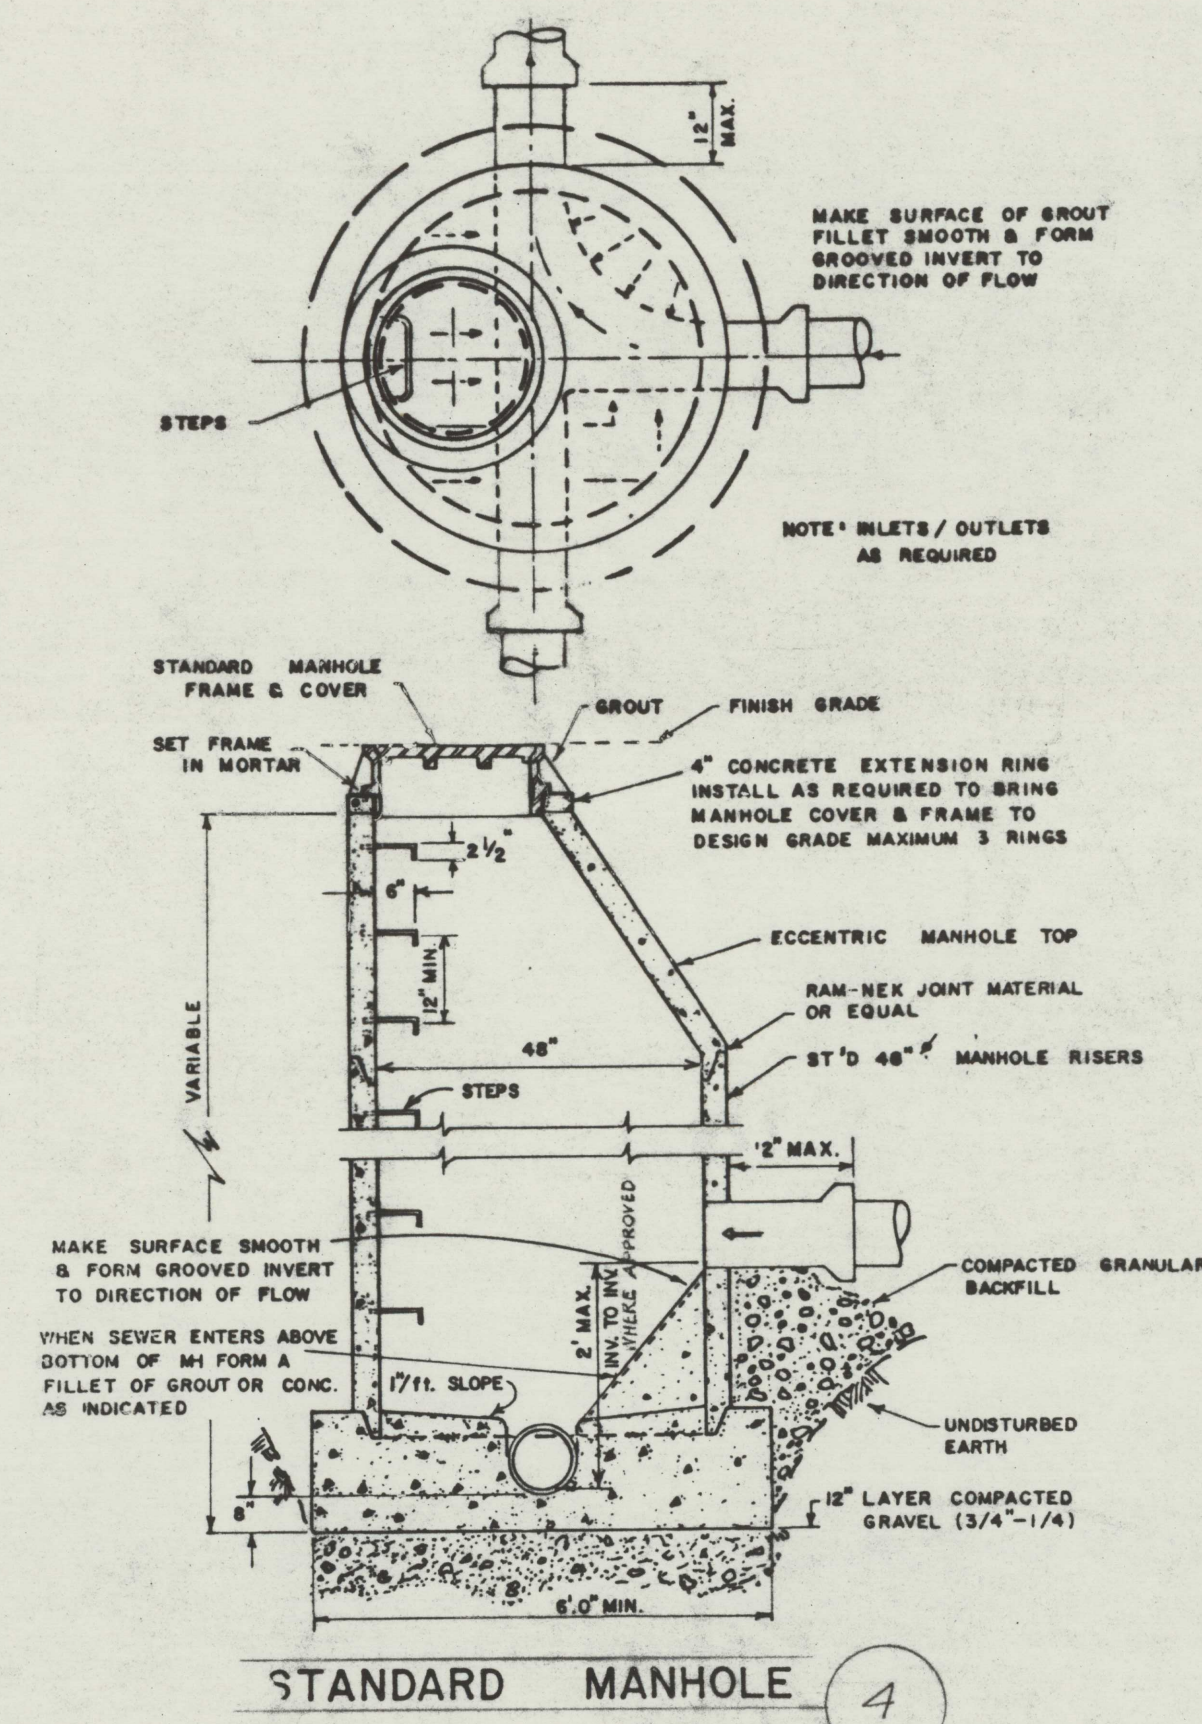 12" MAX.
MAKE SURFACE OF GROUT
FILLET SMOOTH & FORM
GROOVED INVERT TO
DIRECTION OF FLOW
STEPS
NOTE: INLETS / OUTLETS
AS REQUIRED
STANDARD MANHOLE
FRAME & COVER
GROUT
FINISH GRADE
SET FRAME
IN MORTAR
4" CONCRETE EXTENSION RING
INSTALL AS REQUIRED TO BRING
MANHOLE COVER & FRAME TO
DESIGN GRADE MAXIMUM 3 RINGS
2 1/2"
6"
12" MIN
ECCENTRIC MANHOLE TOP
RAM-NEK JOINT MATERIAL
OR EQUAL
48"
ST'D 48" ∅ MANHOLE RISERS
VARIABLE
STEPS
12" MAX.
MAKE SURFACE SMOOTH
& FORM GROOVED INVERT
TO DIRECTION OF FLOW
2' MAX.
INV. TO INV.
WHERE APPROVED
COMPACTED GRANULAR
BACKFILL
WHEN SEWER ENTERS ABOVE
BOTTOM OF MH FORM A
FILLET OF GROUT OR CONC.
AS INDICATED
1"/ft. SLOPE
UNDISTURBED
EARTH
8"
12" LAYER COMPACTED
GRAVEL (3/4"-1/4)
6'.0" MIN.
STANDARD MANHOLE
4